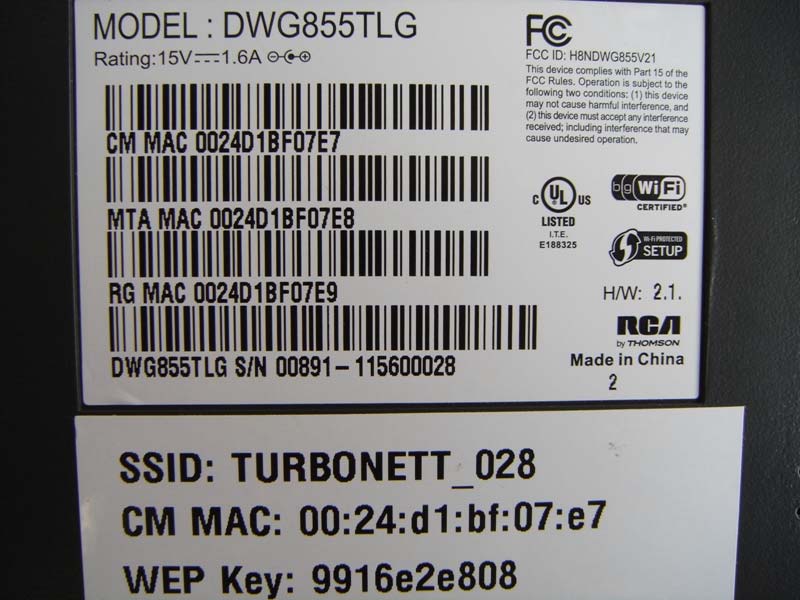 MODEL : DWG855TLG
Rating:15V⎓1.6A
FC
FCC ID: H8NDWG855V21
This device complies with Part 15 of the
FCC Rules. Operation is subject to the
following two conditions: (1) this device
may not cause harmful interference, and
(2) this device must accept any interference
received; including interference that may
cause undesired operation.
CM MAC 0024D1BF07E7
MTA MAC 0024D1BF07E8
RG MAC 0024D1BF07E9
DWG855TLG S/N 00891-115600028
C UL US
LISTED
I.T.E.
E188325
bg Wi Fi
CERTIFIED®
Wi-Fi PROTECTED
SETUP
H/W: 2.1.
RCA
by THOMSON
Made in China
2
SSID: TURBONETT_028
CM MAC: 00:24:d1:bf:07:e7
WEP Key: 9916e2e808